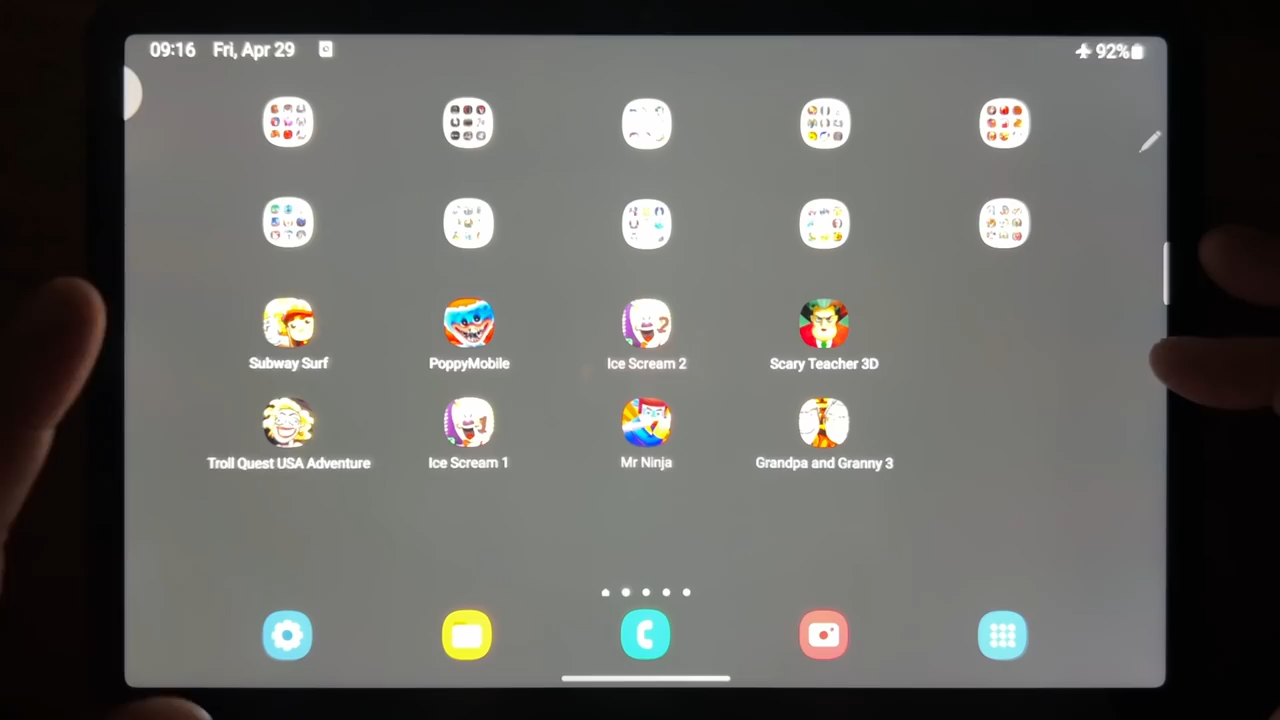 09:16 Fri, Apr 29
92%
Subway Surf
PoppyMobile
Ice Scream 2
Scary Teacher 3D
Troll Quest USA Adventure
Ice Scream 1
Mr Ninja
Grandpa and Granny 3